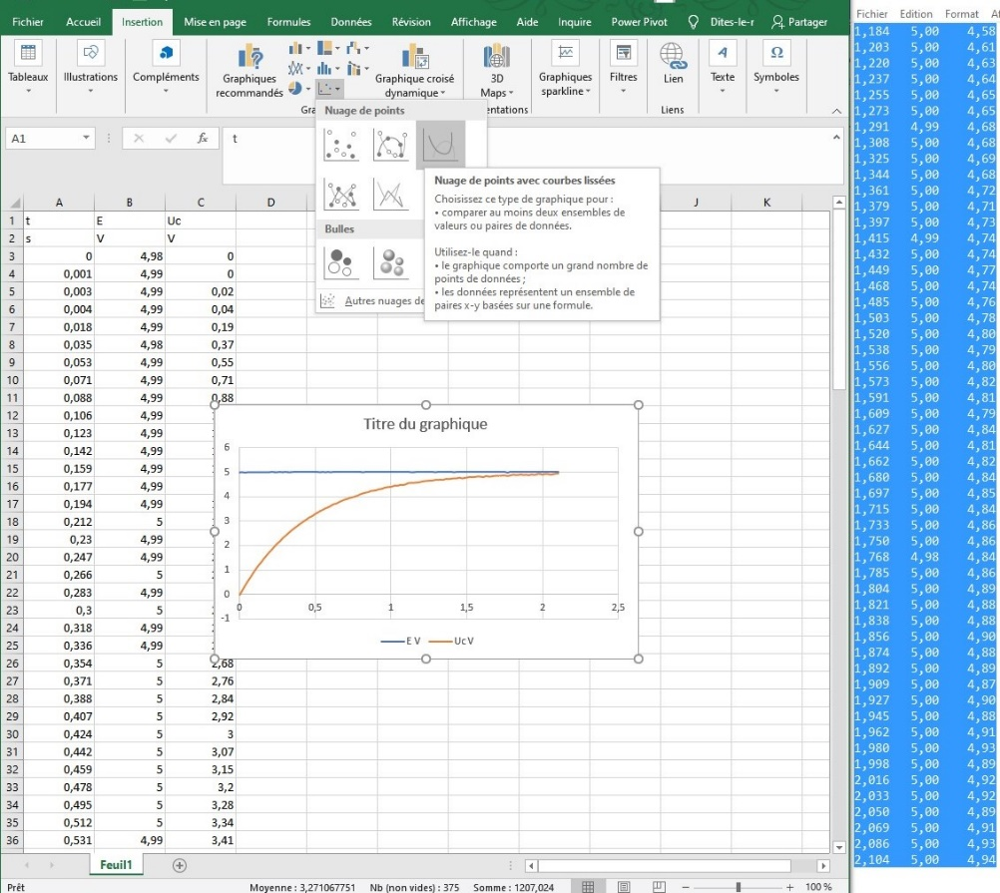 Fichier Accueil Insertion Mise en page Formules Données Révision Affichage Aide Inquire Power Pivot Dites-le-r Partager
Tableaux Illustrations Compléments Graphiques recommandés Graphique croisé dynamique 3D Maps Graphiques sparkline Filtres Lien Texte Symboles
Gra entations Liens
Nuage de points
Nuage de points avec courbes lissées
Choisissez ce type de graphique pour :
• comparer au moins deux ensembles de
valeurs ou paires de données.
Utilisez-le quand :
• le graphique comporte un grand nombre de
points de données ;
• les données représentent un ensemble de
paires x-y basées sur une formule.
Bulles
Autres nuages de
A1 fx t
A B C D J K
1 t E Uc
2 s V V
3 0 4,98 0
4 0,001 4,99 0
5 0,003 4,99 0,02
6 0,004 4,99 0,04
7 0,018 4,99 0,19
8 0,035 4,98 0,37
9 0,053 4,99 0,55
10 0,071 4,99 0,71
11 0,088 4,99 0,88
12 0,106 4,99
13 0,123 4,99
14 0,142 4,99
15 0,159 4,99
16 0,177 4,99
17 0,194 4,99
18 0,212 5
19 0,23 4,99
20 0,247 4,99
21 0,266 5
22 0,283 4,99
23 0,3 5
24 0,318 4,99
25 0,336 4,99
26 0,354 5 2,68
27 0,371 5 2,76
28 0,388 5 2,84
29 0,407 5 2,92
30 0,424 5 3
31 0,442 5 3,07
32 0,459 5 3,15
33 0,478 5 3,2
34 0,495 5 3,28
35 0,512 5 3,34
36 0,531 4,99 3,41
Titre du graphique
6
5
4
3
2
1
0
-1
0 0,5 1 1,5 2 2,5
E V Uc V
Feuil1
Prêt Moyenne : 3,271067751 Nb (non vides) : 375 Somme : 1207,024 100 %
Fichier Edition Format Af
1,184 5,00 4,58
1,203 5,00 4,61
1,220 5,00 4,63
1,237 5,00 4,64
1,255 5,00 4,65
1,273 5,00 4,65
1,291 4,99 4,68
1,308 5,00 4,68
1,325 5,00 4,69
1,344 5,00 4,68
1,361 5,00 4,72
1,379 5,00 4,71
1,397 5,00 4,73
1,415 4,99 4,74
1,432 5,00 4,74
1,449 5,00 4,77
1,468 5,00 4,74
1,485 5,00 4,76
1,503 5,00 4,78
1,520 5,00 4,80
1,538 5,00 4,79
1,556 5,00 4,80
1,573 5,00 4,82
1,591 5,00 4,81
1,609 5,00 4,79
1,627 5,00 4,84
1,644 5,00 4,81
1,662 5,00 4,82
1,680 5,00 4,84
1,697 5,00 4,85
1,715 5,00 4,84
1,733 5,00 4,86
1,750 5,00 4,86
1,768 4,98 4,84
1,785 5,00 4,86
1,804 5,00 4,89
1,821 5,00 4,88
1,838 5,00 4,88
1,856 5,00 4,90
1,874 5,00 4,88
1,892 5,00 4,89
1,909 5,00 4,87
1,927 5,00 4,90
1,945 5,00 4,88
1,962 5,00 4,91
1,980 5,00 4,93
1,998 5,00 4,89
2,016 5,00 4,92
2,033 5,00 4,92
2,050 5,00 4,89
2,069 5,00 4,91
2,086 5,00 4,93
2,104 5,00 4,94